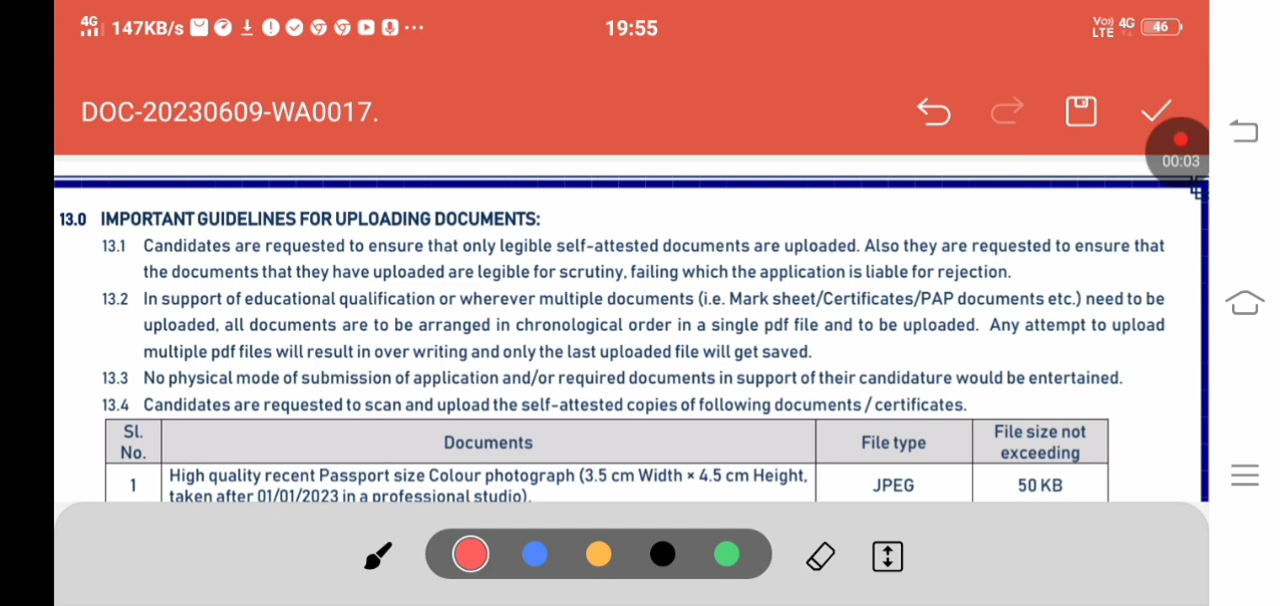 4G 147KB/s 19:55 Vo) LTE 4G 46
DOC-20230609-WA0017.
00:03
13.0 IMPORTANT GUIDELINES FOR UPLOADING DOCUMENTS:
13.1 Candidates are requested to ensure that only legible self-attested documents are uploaded. Also they are requested to ensure that
the documents that they have uploaded are legible for scrutiny, failing which the application is liable for rejection.
13.2 In support of educational qualification or wherever multiple documents (i.e. Mark sheet/Certificates/PAP documents etc.) need to be
uploaded, all documents are to be arranged in chronological order in a single pdf file and to be uploaded. Any attempt to upload
multiple pdf files will result in over writing and only the last uploaded file will get saved.
13.3 No physical mode of submission of application and/or required documents in support of their candidature would be entertained.
13.4 Candidates are requested to scan and upload the self-attested copies of following documents / certificates.
Sl. No. Documents File type File size not exceeding
1 High quality recent Passport size Colour photograph (3.5 cm Width × 4.5 cm Height, JPEG 50 KB
taken after 01/01/2023 in a professional studio).